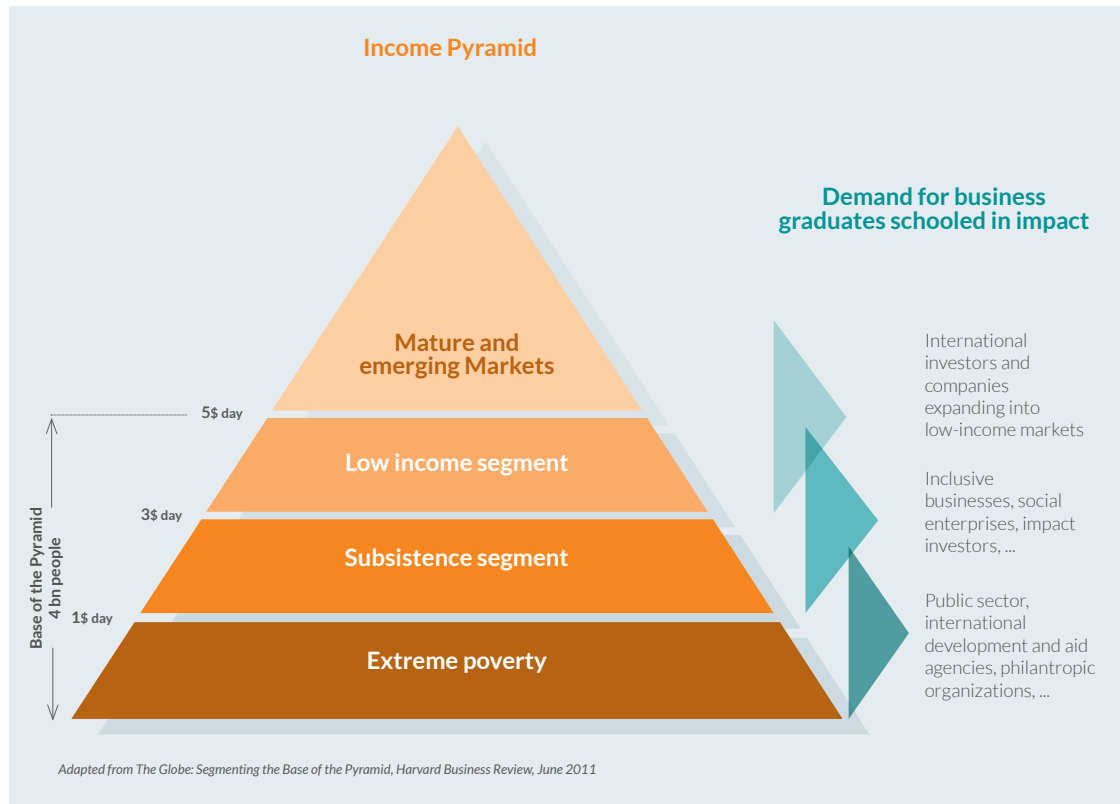 Income Pyramid
Demand for business
graduates schooled in impact
Mature and
emerging Markets
5$ day
Low income segment
3$ day
Subsistence segment
1$ day
Extreme poverty
Base of the Pyramid
4 bn people
International
investors and
companies
expanding into
low-income markets
Inclusive
businesses, social
enterprises, impact
investors, ...
Public sector,
international
development and aid
agencies, philantropic
organizations, ...
Adapted from The Globe: Segmenting the Base of the Pyramid, Harvard Business Review, June 2011